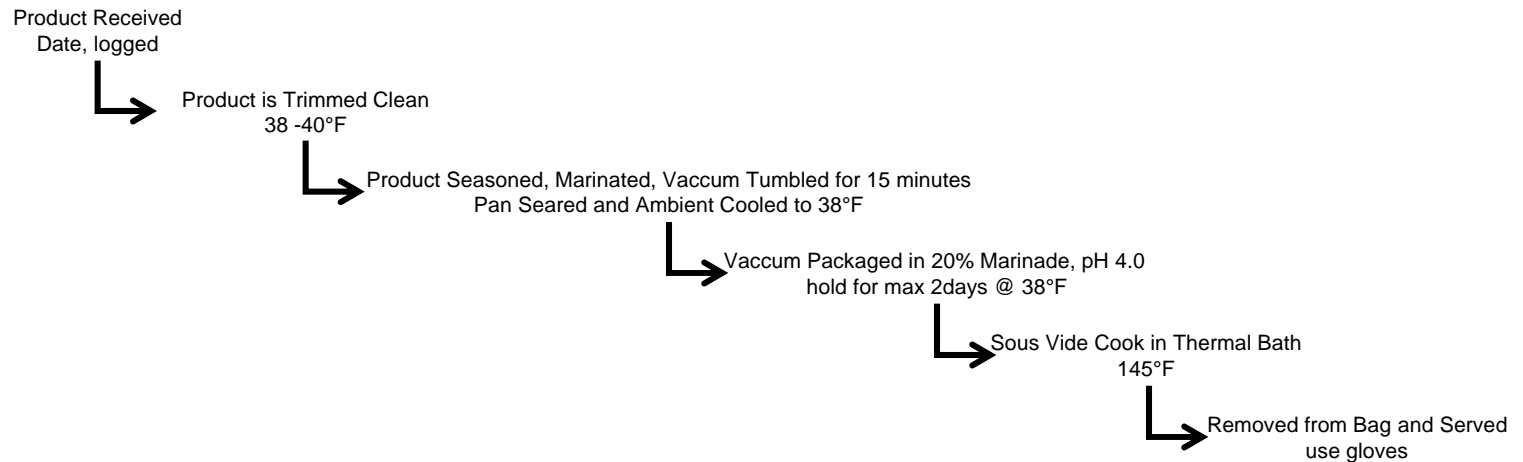 Product Received
Date, logged
Product is Trimmed Clean
38 -40°F
Product Seasoned, Marinated, Vaccum Tumbled for 15 minutes
Pan Seared and Ambient Cooled to 38°F
Vaccum Packaged in 20% Marinade, pH 4.0
hold for max 2days @ 38°F
Sous Vide Cook in Thermal Bath
145°F
Removed from Bag and Served
use gloves